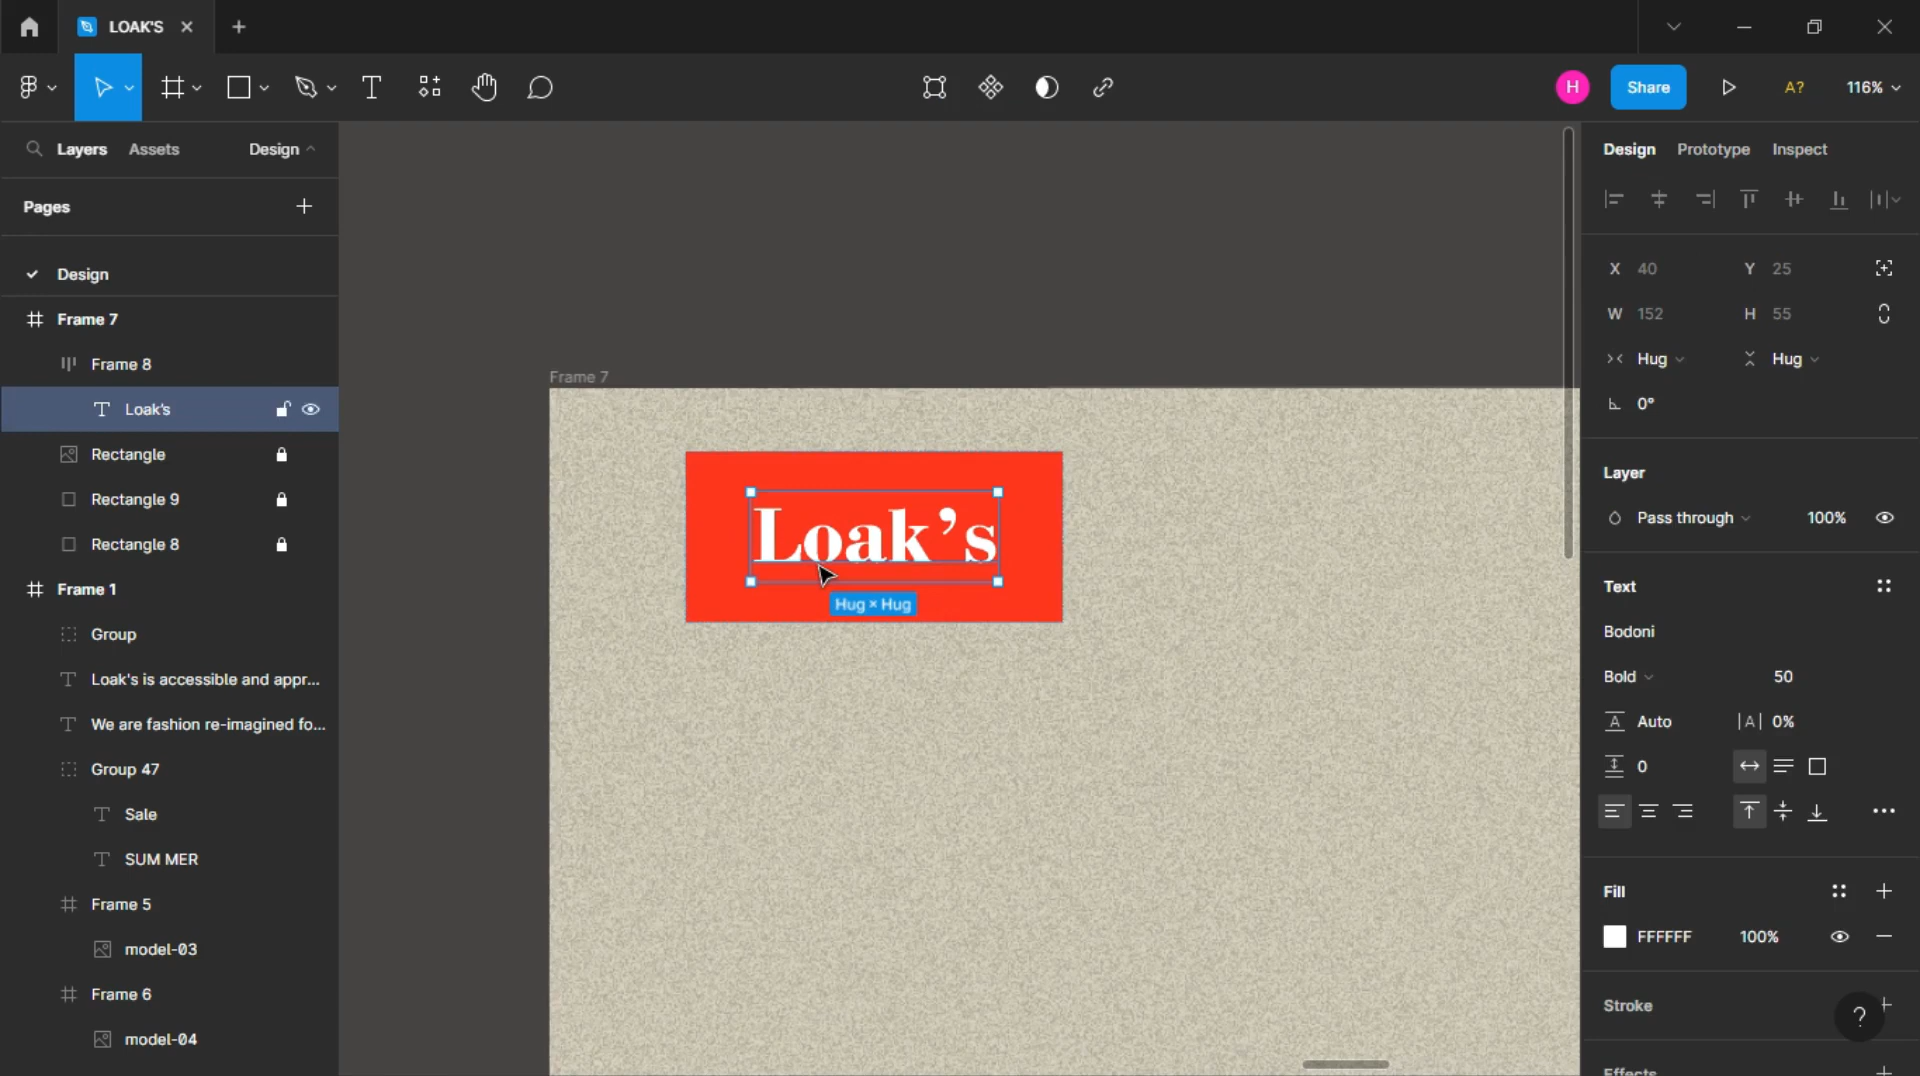 LOAK'S
H
Share
A?
116%
Layers
Assets
Design
Pages
Design
Frame 7
Frame 8
Loak's
Rectangle
Rectangle 9
Rectangle 8
Frame 1
Group
Loak's is accessible and appr...
We are fashion re-imagined fo...
Group 47
Sale
SUM MER
Frame 5
model-03
Frame 6
model-04
Frame 7
Loak's
Hug × Hug
Design
Prototype
Inspect
X 40
Y 25
W 152
H 55
Hug
Hug
0°
Layer
Pass through
100%
Text
Bodoni
Bold
50
Auto
|A| 0%
0
Fill
FFFFFF
100%
Stroke
?
Effects